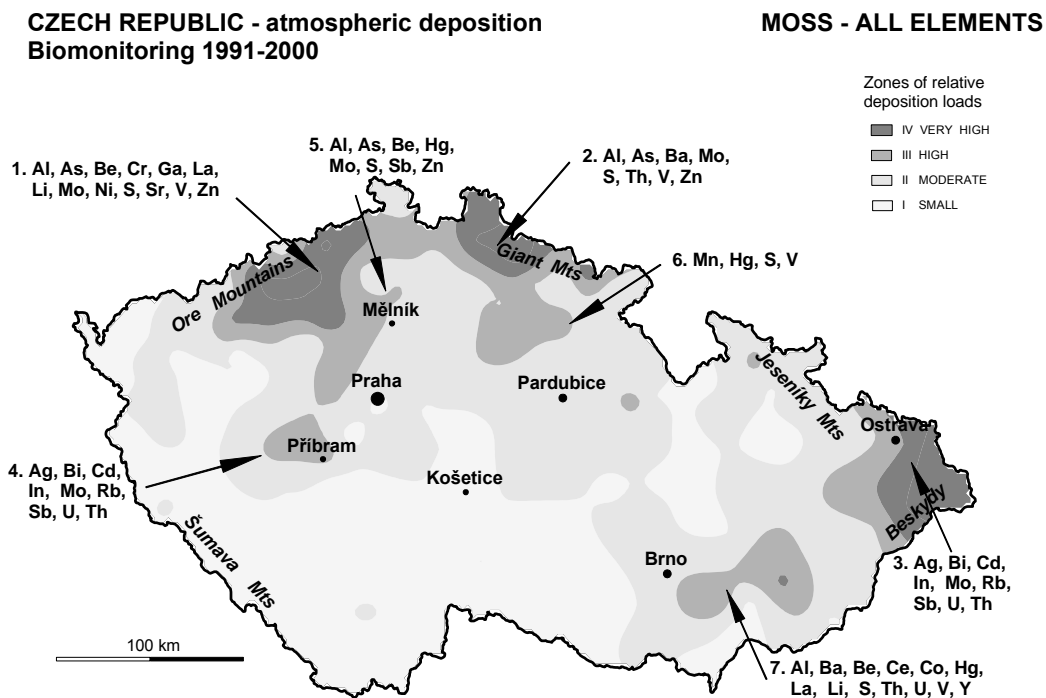 CZECH REPUBLIC - atmospheric deposition
Biomonitoring 1991-2000
MOSS - ALL ELEMENTS
Zones of relative
deposition loads
IV VERY HIGH
III HIGH
II MODERATE
I SMALL
1. Al, As, Be, Cr, Ga, La,
Li, Mo, Ni, S, Sr, V, Zn
5. Al, As, Be, Hg,
Mo, S, Sb, Zn
2. Al, As, Ba, Mo,
S, Th, V, Zn
6. Mn, Hg, S, V
Ore Mountains
Giant Mts
Mělník
Praha
Pardubice
Jeseníky Mts
Ostrava
Příbram
4. Ag, Bi, Cd,
In, Mo, Rb,
Sb, U, Th
Košetice
Beskydy
Šumava Mts
Brno
3. Ag, Bi, Cd,
In, Mo, Rb,
Sb, U, Th
100 km
7. Al, Ba, Be, Ce, Co, Hg,
La, Li, S, Th, U, V, Y